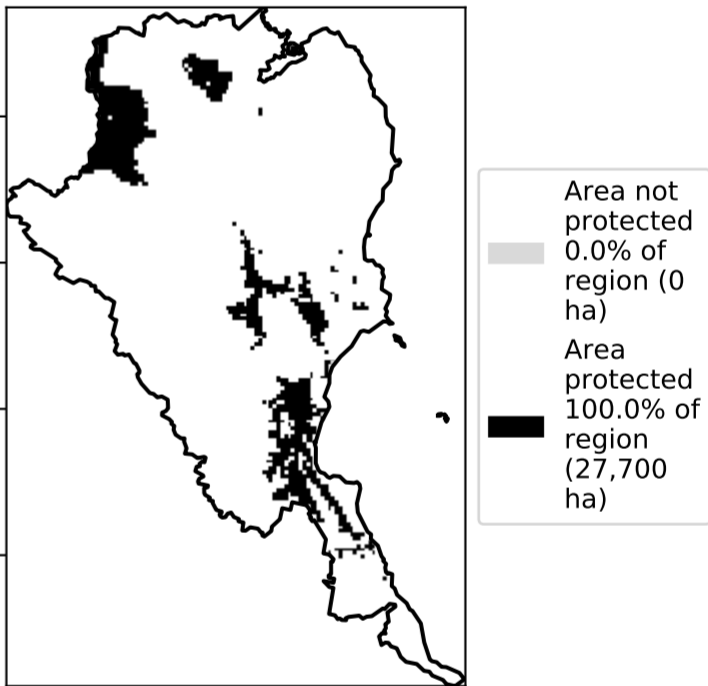 Area not
protected
0.0% of
region (0
ha)
Area
protected
100.0% of
region
(27,700
ha)